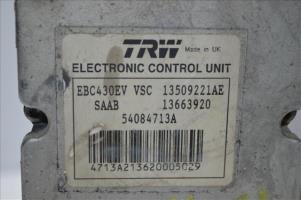 TRW Made in UK
ELECTRONIC CONTROL UNIT
EBC430EV VSC 13509221AE
SAAB 13663920
54084713A
4713A213620005029